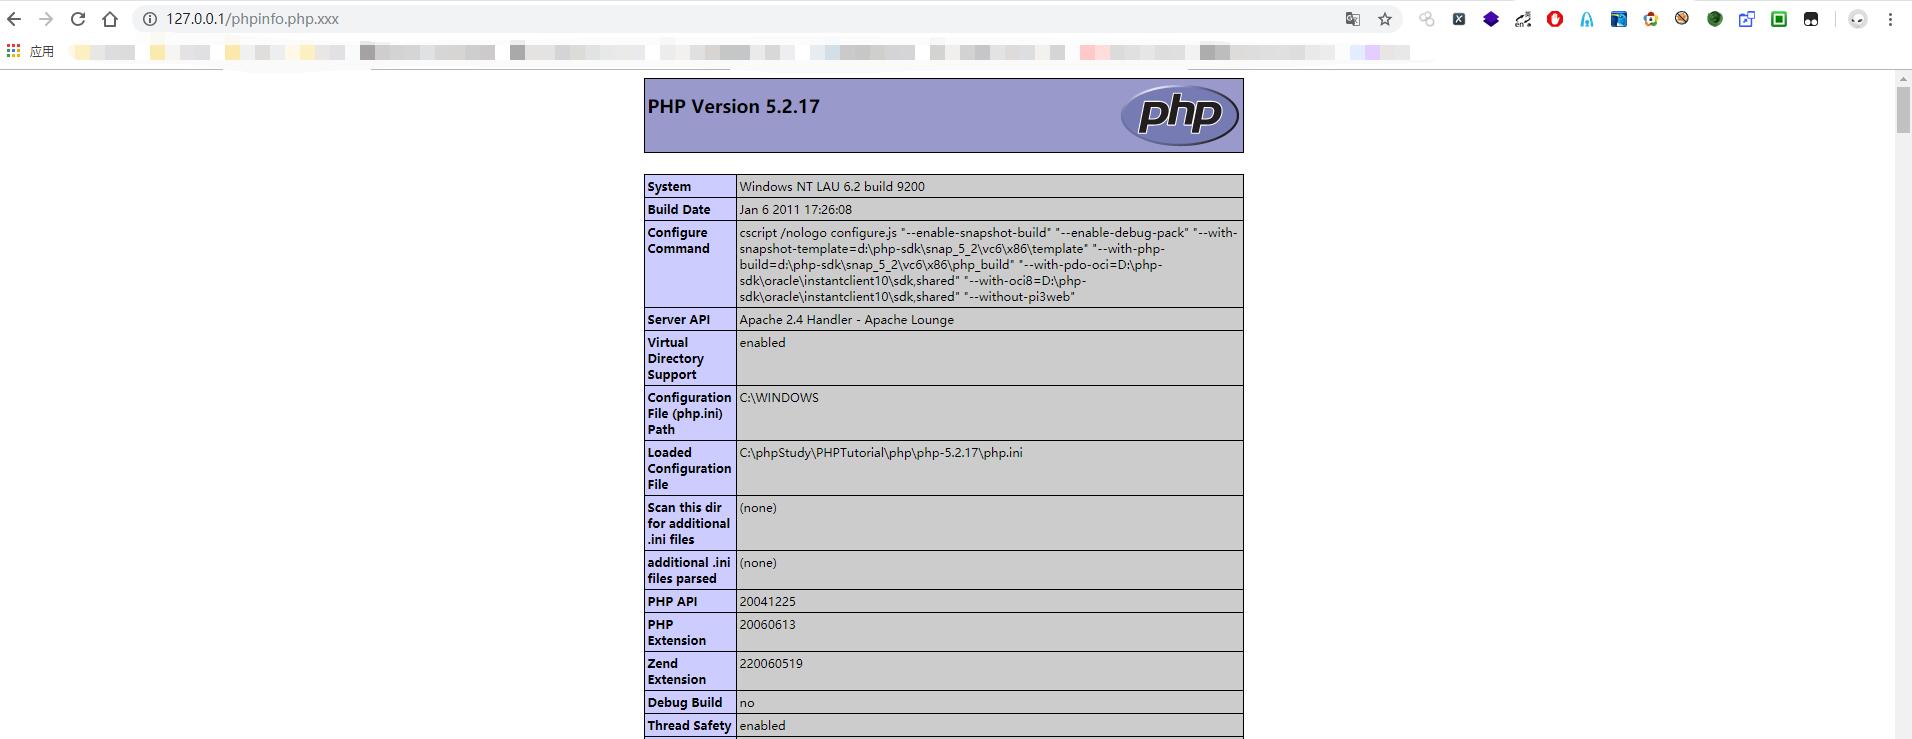 127.0.0.1/phpinfo.php.xxx
en
应用
PHP Version 5.2.17
php
System
Windows NT LAU 6.2 build 9200
Build Date
Jan 6 2011 17:26:08
Configure
Command
cscript /nologo configure.js "--enable-snapshot-build" "--enable-debug-pack" "--with-
snapshot-template=d:\php-sdk\snap_5_2\vc6\x86\template" "--with-php-
build=d:\php-sdk\snap_5_2\vc6\x86\php_build" "--with-pdo-oci=D:\php-
sdk\oracle\instantclient10\sdk,shared" "--with-oci8=D:\php-
sdk\oracle\instantclient10\sdk,shared" "--without-pi3web"
Server API
Apache 2.4 Handler - Apache Lounge
Virtual
Directory
Support
enabled
Configuration
File (php.ini)
Path
C:\WINDOWS
Loaded
Configuration
File
C:\phpStudy\PHPTutorial\php\php-5.2.17\php.ini
Scan this dir
for additional
.ini files
(none)
additional .ini
files parsed
(none)
PHP API
20041225
PHP
Extension
20060613
Zend
Extension
220060519
Debug Build
no
Thread Safety
enabled